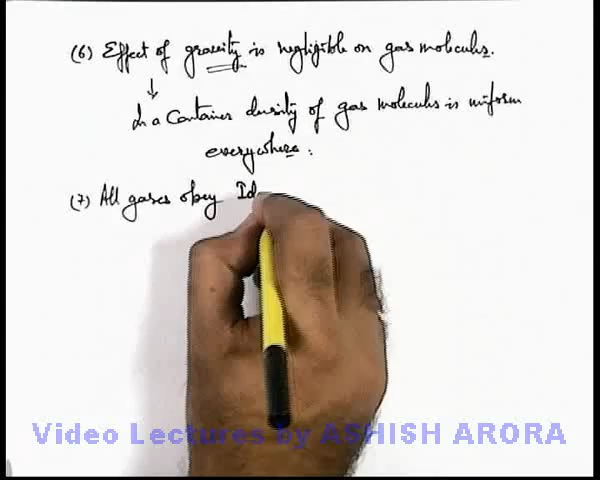 (6) Effect of gravity is negligible on gas molecules.
In a Container density of gas molecules is uniform
everywhere.
(7) All gases obey Id
Video Lectures by ASHISH ARORA